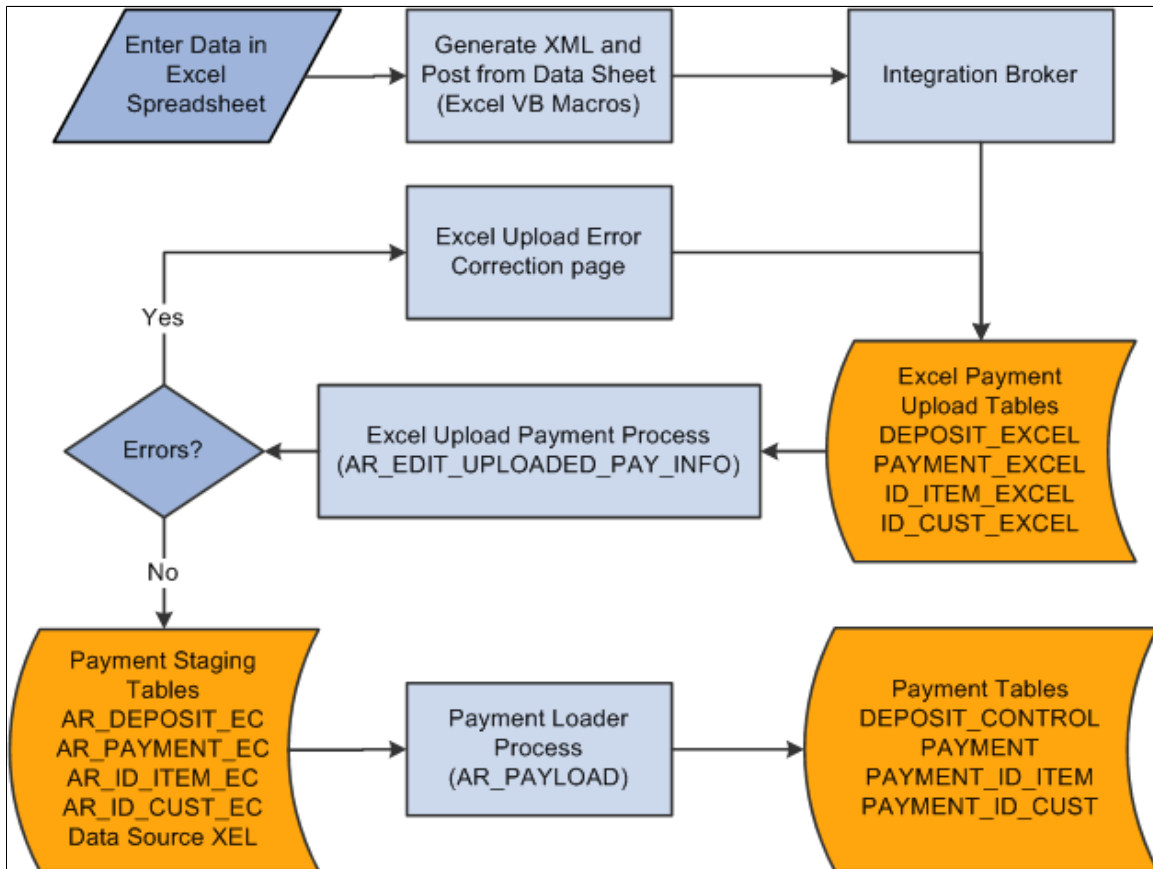 Enter Data in
Excel
Spreadsheet
Generate XML and
Post from Data Sheet
(Excel VB Macros)
Integration Broker
Excel Upload Error
Correction page
Yes
Excel Payment
Upload Tables
DEPOSIT_EXCEL
PAYMENT_EXCEL
ID_ITEM_EXCEL
ID_CUST_EXCEL
Excel Upload Payment Process
(AR_EDIT_UPLOADED_PAY_INFO)
Errors?
No
Payment Staging
Tables
AR_DEPOSIT_EC
AR_PAYMENT_EC
AR_ID_ITEM_EC
AR_ID_CUST_EC
Data Source XEL
Payment Loader
Process
(AR_PAYLOAD)
Payment Tables
DEPOSIT_CONTROL
PAYMENT
PAYMENT_ID_ITEM
PAYMENT_ID_CUST